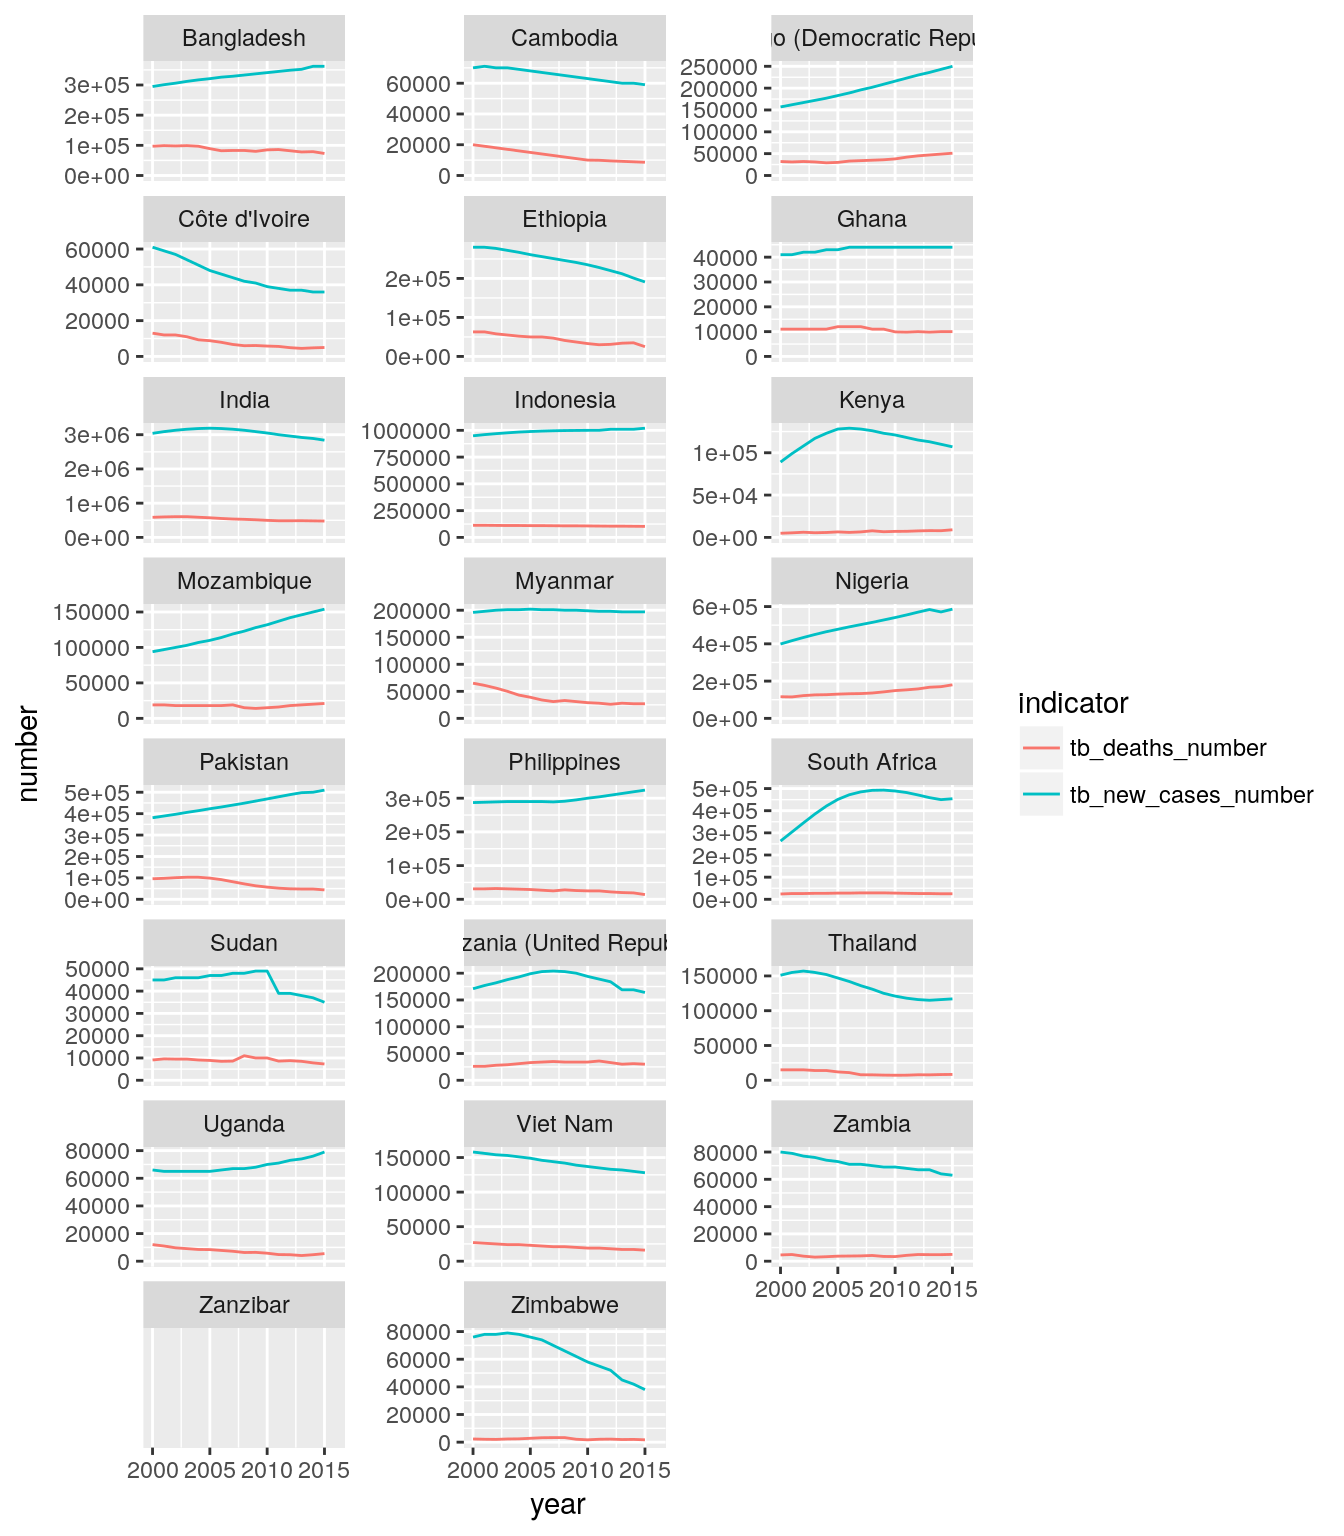 Bangladesh
3e+05
2e+05
1e+05
0e+00
Cambodia
60000
40000
20000
0
o (Democratic Repu
250000
200000
150000
100000
50000
0
Côte d'Ivoire
60000
40000
20000
0
Ethiopia
2e+05
1e+05
0e+00
Ghana
40000
30000
20000
10000
0
India
3e+06
2e+06
1e+06
0e+00
Indonesia
1000000
750000
500000
250000
0
Kenya
1e+05
5e+04
0e+00
Mozambique
150000
100000
50000
0
Myanmar
200000
150000
100000
50000
0
Nigeria
6e+05
4e+05
2e+05
0e+00
Pakistan
5e+05
4e+05
3e+05
2e+05
1e+05
0e+00
Philippines
3e+05
2e+05
1e+05
0e+00
South Africa
5e+05
4e+05
3e+05
2e+05
1e+05
0e+00
Sudan
50000
40000
30000
20000
10000
0
zania (United Repub
200000
150000
100000
50000
0
Thailand
150000
100000
50000
0
Uganda
80000
60000
40000
20000
0
Viet Nam
150000
100000
50000
0
Zambia
80000
60000
40000
20000
0
2000 2005 2010 2015
Zanzibar
2000 2005 2010 2015
Zimbabwe
80000
60000
40000
20000
0
2000 2005 2010 2015
year
number
indicator
tb_deaths_number
tb_new_cases_number